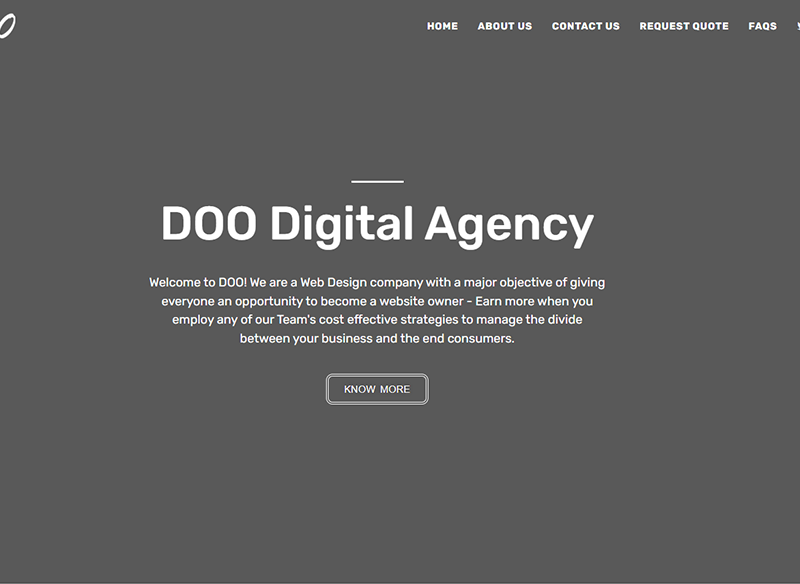 HOME ABOUT US CONTACT US REQUEST QUOTE FAQS
DOO Digital Agency
Welcome to DOO! We are a Web Design company with a major objective of giving
everyone an opportunity to become a website owner - Earn more when you
employ any of our Team's cost effective strategies to manage the divide
between your business and the end consumers.
KNOW MORE